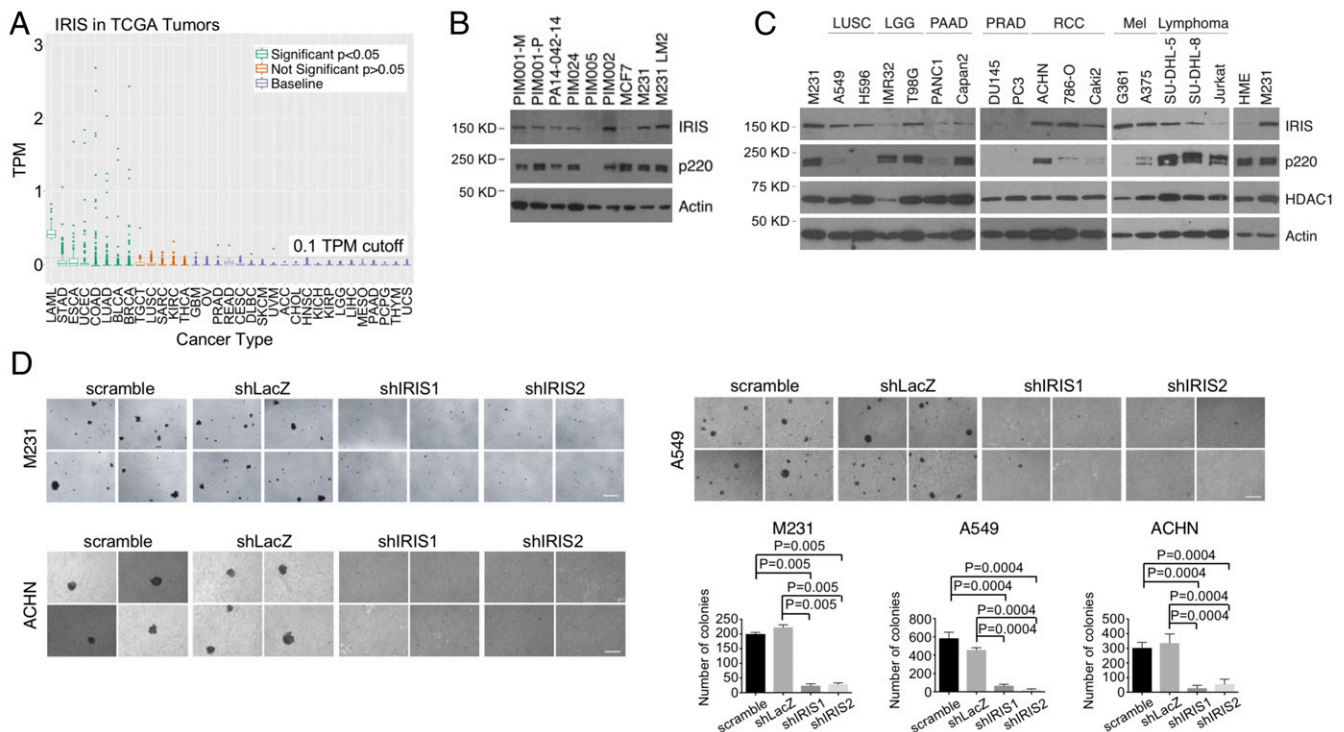 A
IRIS in TCGA Tumors
Significant p<0.05
Not Significant p>0.05
Baseline
3
2
1
0
TPM
0.1 TPM cutoff
LAML
STAD
ESCA
UCEC
COAD
LUAD
BLCA
BRCA
TGCT
LUSC
SARC
KIRC
THCA
GBM
OV
PRAD
READ
CESC
DLBC
SKCM
UVM
ACC
CHOL
HNSC
KICH
KIRP
LGG
LIHC
MESO
PAAD
PCPG
THYM
UCS
Cancer Type
B
PIM001-M
PIM001-P
PA14-042-14
PIM024
PIM005
PIM002
MCF7
M231
M231 LM2
150 KD
IRIS
250 KD
p220
50 KD
Actin
C
LUSC LGG PAAD PRAD RCC Mel Lymphoma
M231
A549
H596
IMR32
T98G
PANC1
Capan2
DU145
PC3
ACHN
786-O
Caki2
G361
A375
SU-DHL-5
SU-DHL-8
Jurkat
HME
M231
150 KD
IRIS
250 KD
p220
75 KD
HDAC1
50 KD
Actin
D
scramble shLacZ shIRIS1 shIRIS2
M231
scramble shLacZ shIRIS1 shIRIS2
ACHN
scramble shLacZ shIRIS1 shIRIS2
A549
M231
P=0.005
P=0.005
P=0.005
P=0.005
Number of colonies
250
200
150
100
50
0
scramble
shLacZ
shIRIS1
shIRIS2
A549
P=0.0004
P=0.0004
P=0.0004
P=0.0004
Number of colonies
800
600
400
200
0
scramble
shLacZ
shIRIS1
shIRIS2
ACHN
P=0.0004
P=0.0004
P=0.0004
P=0.0004
Number of colonies
500
400
300
200
100
0
scramble
shLacZ
shIRIS1
shIRIS2